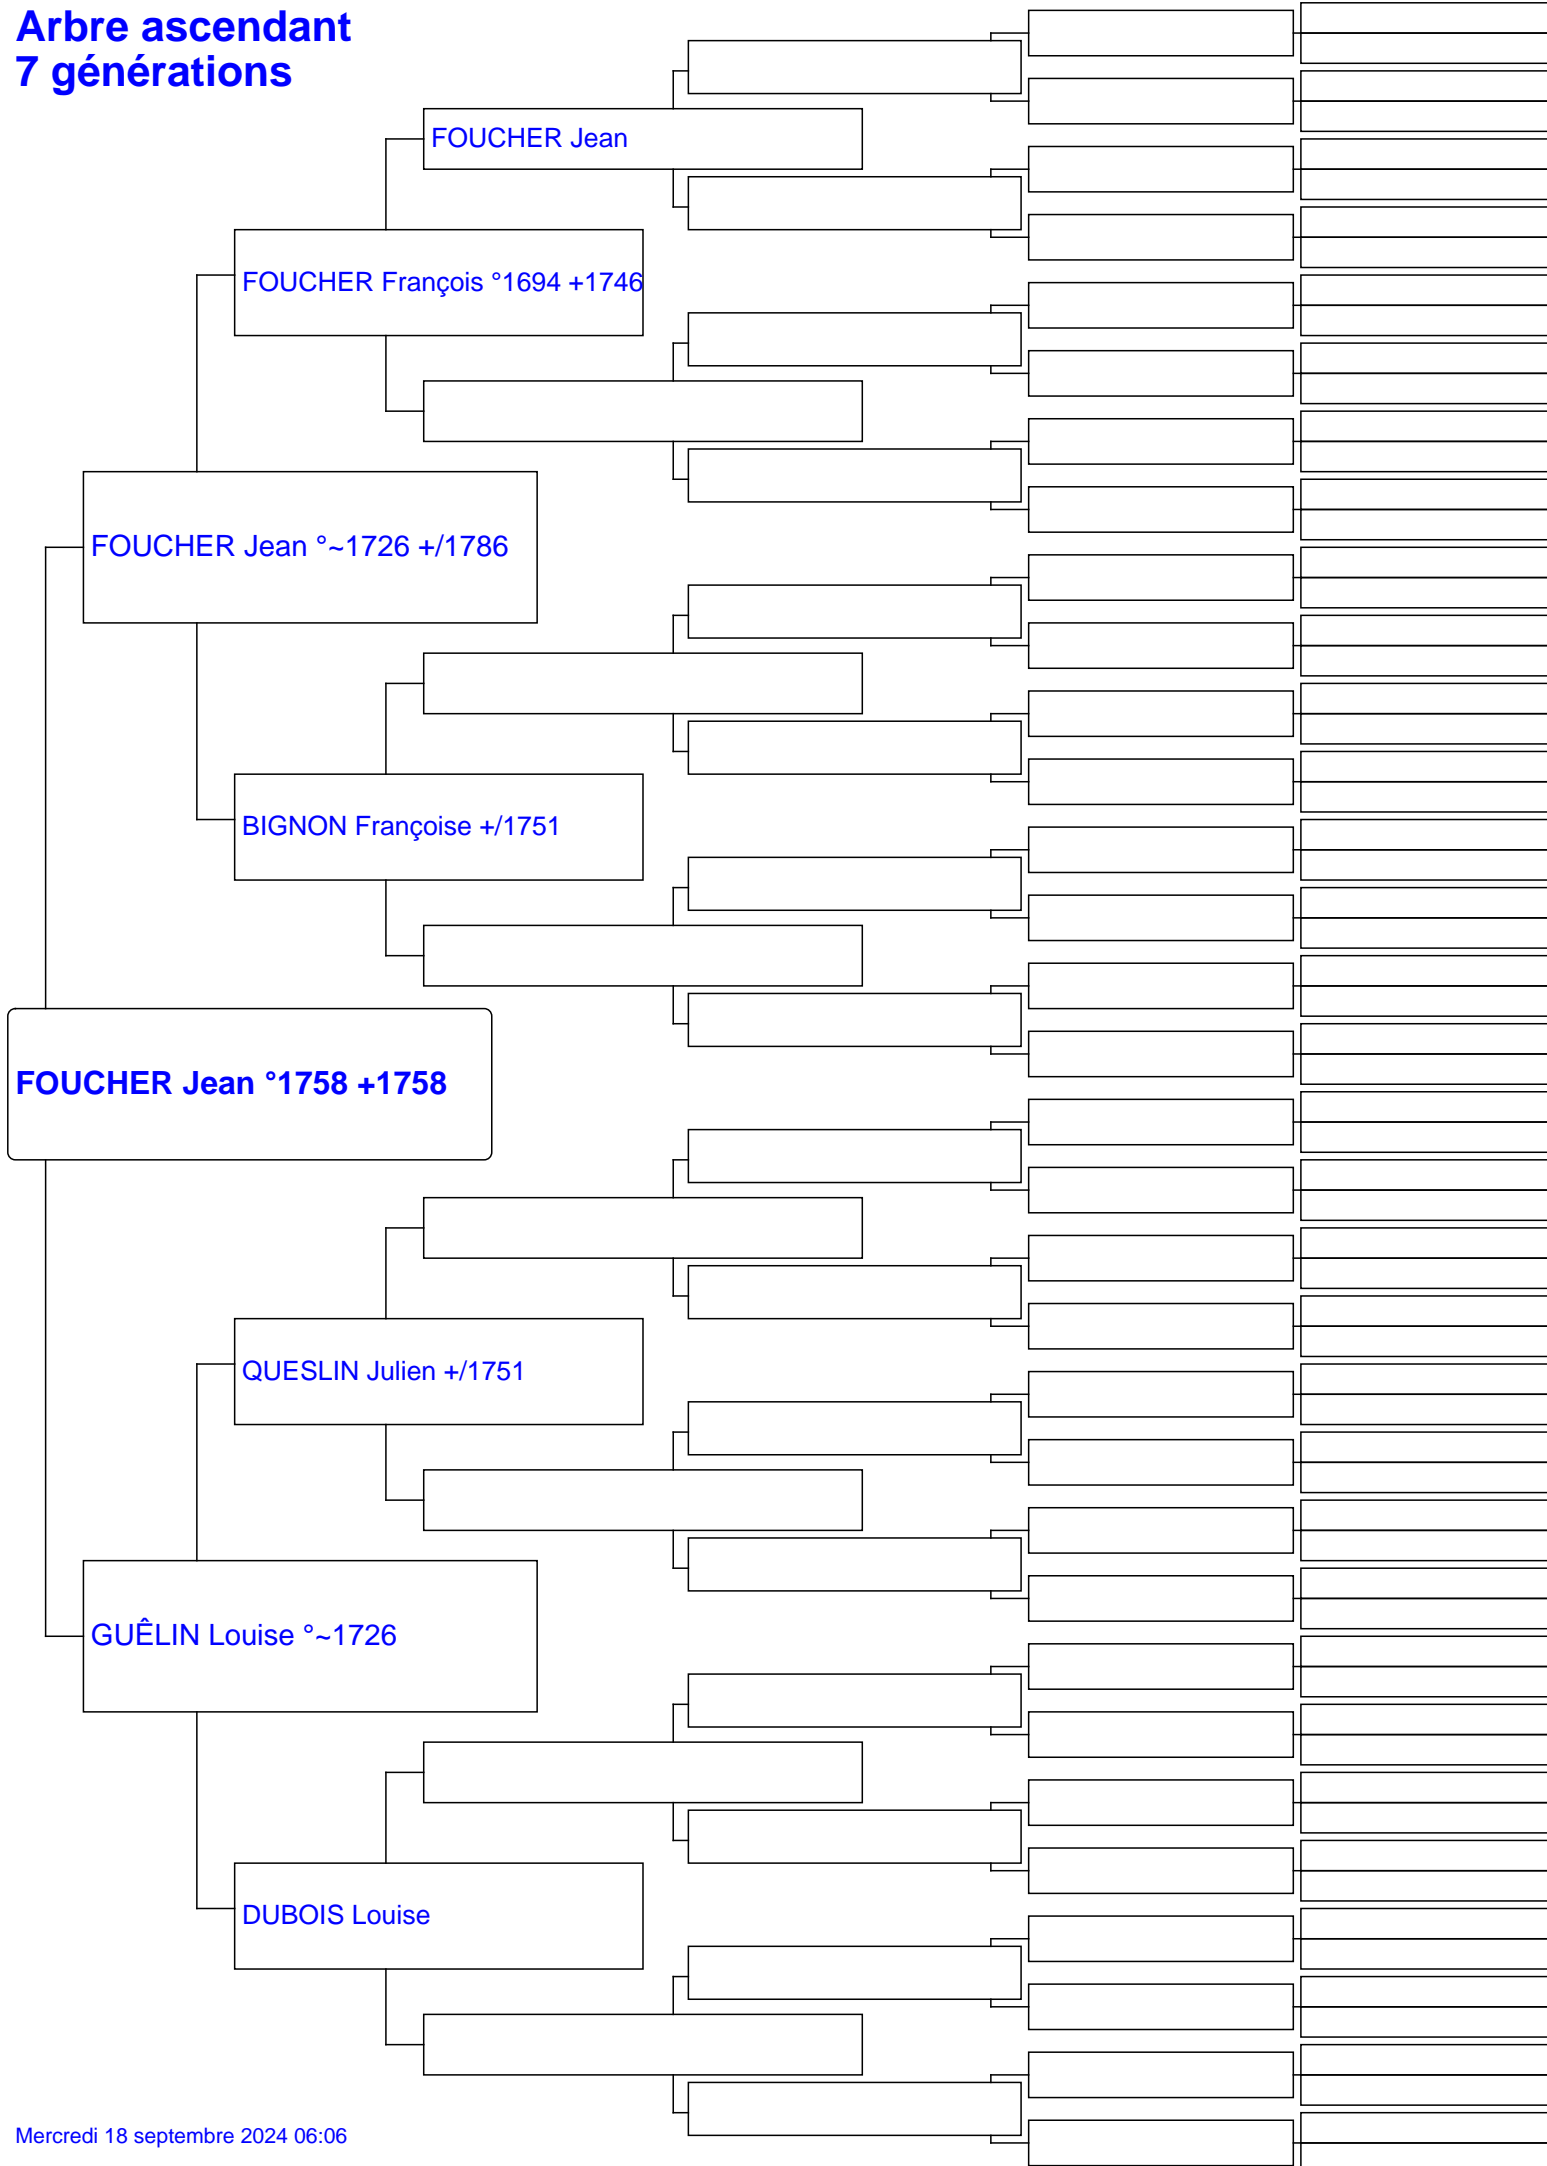 Arbre ascendant
7 générations
FOUCHER Jean
FOUCHER François °1694 +1746
FOUCHER Jean °~1726 +/1786
BIGNON Françoise +/1751
FOUCHER Jean °1758 +1758
QUESLIN Julien +/1751
GUÊLIN Louise °~1726
DUBOIS Louise
Mercredi 18 septembre 2024 06:06